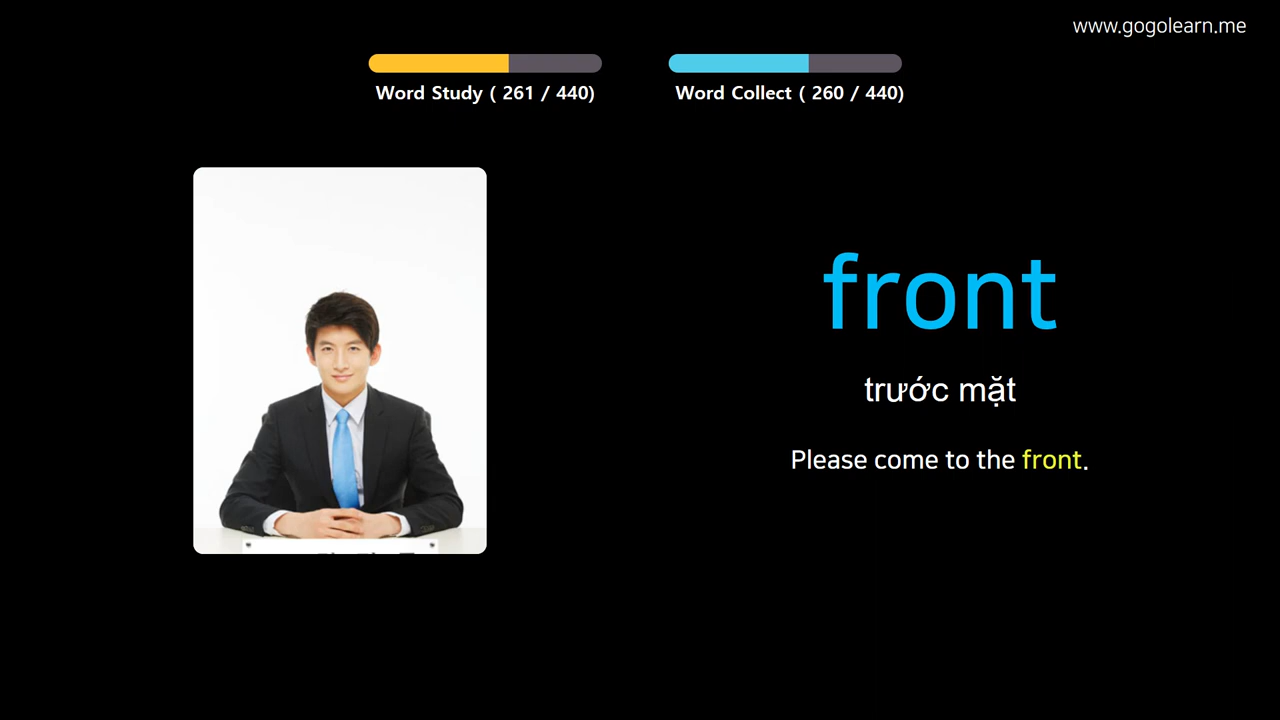 www.gogolearn.me
Word Study ( 261 / 440)
Word Collect ( 260 / 440)
front
trước mặt
Please come to the front.